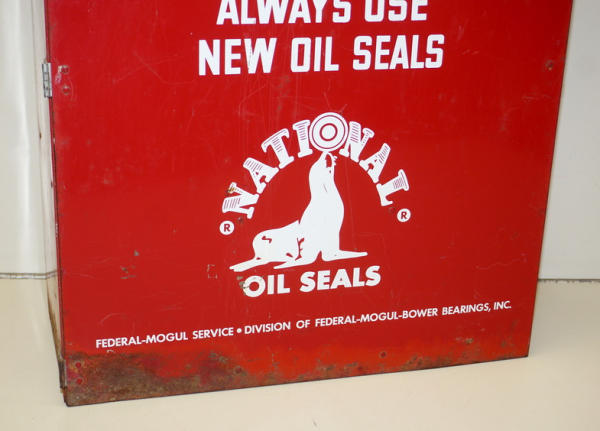 ALWAYS USE
NEW OIL SEALS
NATIONAL
® ®
OIL SEALS
FEDERAL-MOGUL SERVICE • DIVISION OF FEDERAL-MOGUL-BOWER BEARINGS, INC.